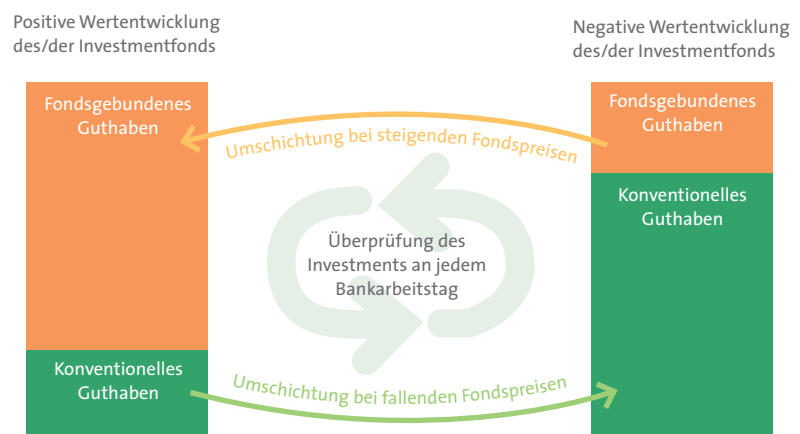 Positive Wertentwicklung
des/der Investmentfonds
Negative Wertentwicklung
des/der Investmentfonds
Fondsgebundenes
Guthaben
Fondsgebundenes
Guthaben
Umschichtung bei steigenden Fondspreisen
Konventionelles
Guthaben
Überprüfung des
Investments an jedem
Bankarbeitstag
Konventionelles
Guthaben
Umschichtung bei fallenden Fondspreisen